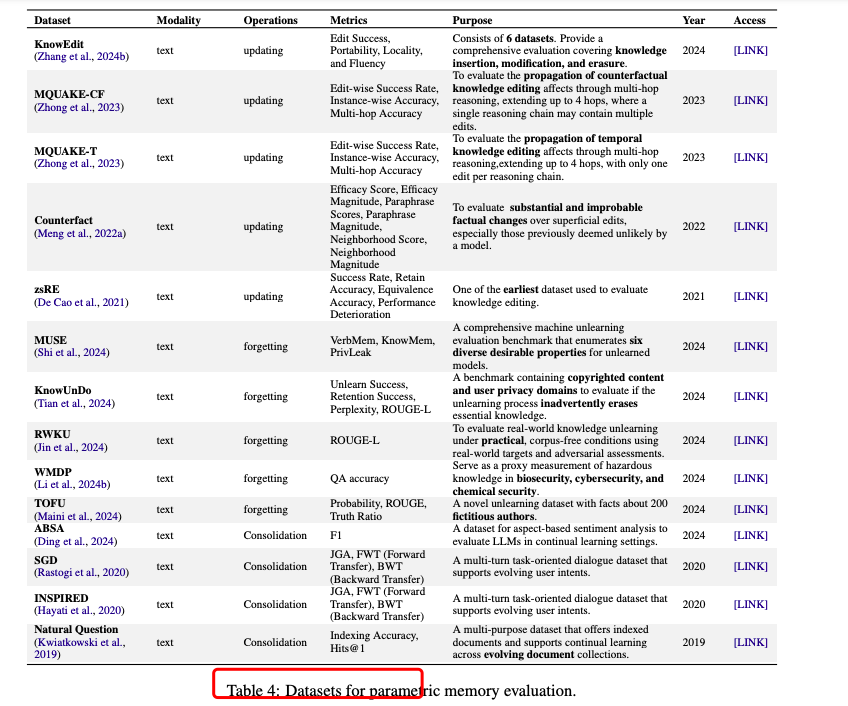 Dataset Modality Operations Metrics Purpose Year Access
KnowEdit
(Zhang et al., 2024b)
text
updating
Edit Success,
Portability, Locality,
and Fluency
Consists of 6 datasets. Provide a
comprehensive evaluation covering knowledge
insertion, modification, and erasure.
2024
[LINK]
MQUAKE-CF
(Zhong et al., 2023)
text
updating
Edit-wise Success Rate,
Instance-wise Accuracy,
Multi-hop Accuracy
To evaluate the propagation of counterfactual
knowledge editing affects through multi-hop
reasoning, extending up to 4 hops, where a
single reasoning chain may contain multiple
edits.
2023
[LINK]
MQUAKE-T
(Zhong et al., 2023)
text
updating
Edit-wise Success Rate,
Instance-wise Accuracy,
Multi-hop Accuracy
To evaluate the propagation of temporal
knowledge editing affects through multi-hop
reasoning,extending up to 4 hops, with only one
edit per reasoning chain.
2023
[LINK]
Counterfact
(Meng et al., 2022a)
text
updating
Efficacy Score, Efficacy
Magnitude, Paraphrase
Scores, Paraphrase
Magnitude,
Neighborhood Score,
Neighborhood
Magnitude
To evaluate substantial and improbable
factual changes over superficial edits,
especially those previously deemed unlikely by
a model.
2022
[LINK]
zsRE
(De Cao et al., 2021)
text
updating
Success Rate, Retain
Accuracy, Equivalence
Accuracy, Performance
Deterioration
One of the earliest dataset used to evaluate
knowledge editing.
2021
[LINK]
MUSE
(Shi et al., 2024)
text
forgetting
VerbMem, KnowMem,
PrivLeak
A comprehensive machine unlearning
evaluation benchmark that enumerates six
diverse desirable properties for unlearned
models.
2024
[LINK]
KnowUnDo
(Tian et al., 2024)
text
forgetting
Unlearn Success,
Retention Success,
Perplexity, ROUGE-L
A benchmark containing copyrighted content
and user privacy domains to evaluate if the
unlearning process inadvertently erases
essential knowledge.
2024
[LINK]
RWKU
(Jin et al., 2024)
text
forgetting
ROUGE-L
To evaluate real-world knowledge unlearning
under practical, corpus-free conditions using
real-world targets and adversarial assessments.
2024
[LINK]
WMDP
(Li et al., 2024b)
text
forgetting
QA accuracy
Serve as a proxy measurement of hazardous
knowledge in biosecurity, cybersecurity, and
chemical security.
2024
[LINK]
TOFU
(Maini et al., 2024)
text
forgetting
Probability, ROUGE,
Truth Ratio
A novel unlearning dataset with facts about 200
fictitious authors.
2024
[LINK]
ABSA
(Ding et al., 2024)
text
Consolidation
F1
A dataset for aspect-based sentiment analysis to
evaluate LLMs in continual learning settings.
2024
[LINK]
SGD
(Rastogi et al., 2020)
text
Consolidation
JGA, FWT (Forward
Transfer), BWT
(Backward Transfer)
A multi-turn task-oriented dialogue dataset that
supports evolving user intents.
2020
[LINK]
INSPIRED
(Hayati et al., 2020)
text
Consolidation
JGA, FWT (Forward
Transfer), BWT
(Backward Transfer)
A multi-turn task-oriented dialogue dataset that
supports evolving user intents.
2020
[LINK]
Natural Question
(Kwiatkowski et al.,
2019)
text
Consolidation
Indexing Accuracy,
Hits@1
A multi-purpose dataset that offers indexed
documents and supports continual learning
across evolving document collections.
2019
[LINK]
Table 4: Datasets for parametric memory evaluation.